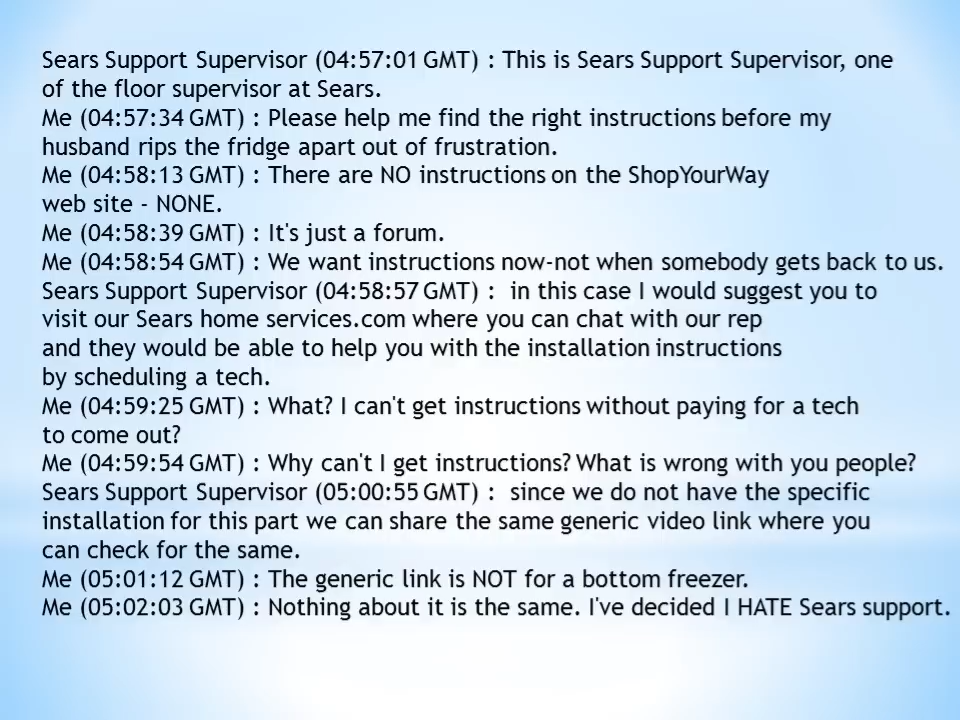 Sears Support Supervisor (04:57:01 GMT) : This is Sears Support Supervisor, one
of the floor supervisor at Sears.
Me (04:57:34 GMT) : Please help me find the right instructions before my
husband rips the fridge apart out of frustration.
Me (04:58:13 GMT) : There are NO instructions on the ShopYourWay
web site - NONE.
Me (04:58:39 GMT) : It's just a forum.
Me (04:58:54 GMT) : We want instructions now-not when somebody gets back to us.
Sears Support Supervisor (04:58:57 GMT) :  in this case I would suggest you to
visit our Sears home services.com where you can chat with our rep
and they would be able to help you with the installation instructions
by scheduling a tech.
Me (04:59:25 GMT) : What? I can't get instructions without paying for a tech
to come out?
Me (04:59:54 GMT) : Why can't I get instructions? What is wrong with you people?
Sears Support Supervisor (05:00:55 GMT) :  since we do not have the specific
installation for this part we can share the same generic video link where you
can check for the same.
Me (05:01:12 GMT) : The generic link is NOT for a bottom freezer.
Me (05:02:03 GMT) : Nothing about it is the same. I've decided I HATE Sears support.